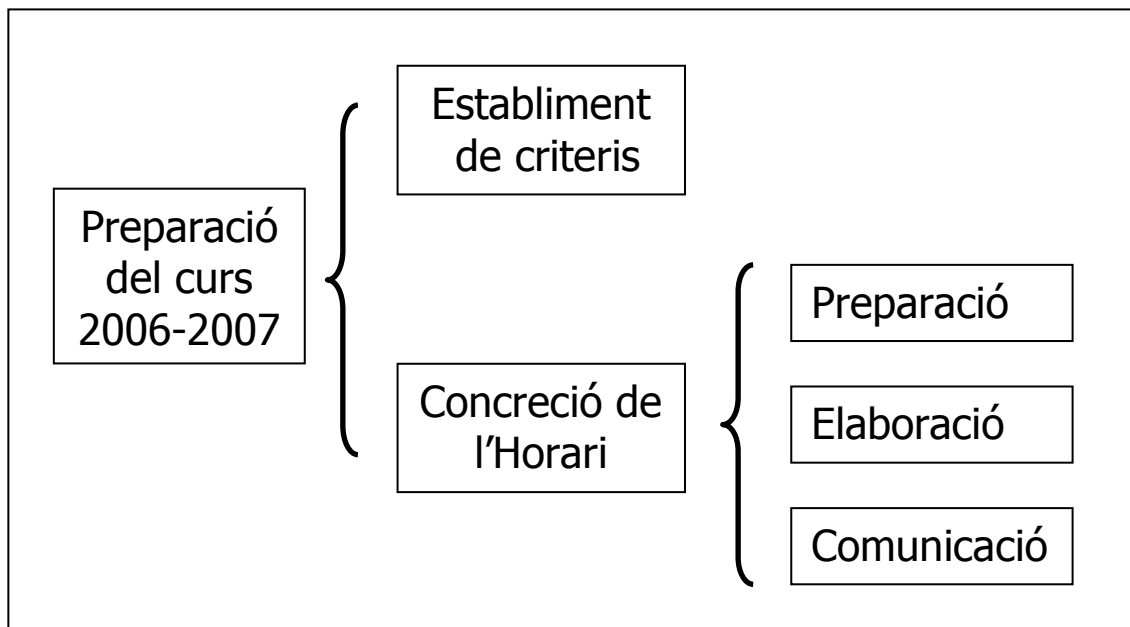 Preparació
del curs
2006-2007
Establiment
de criteris
Concreció de
l'Horari
Preparació
Elaboració
Comunicació